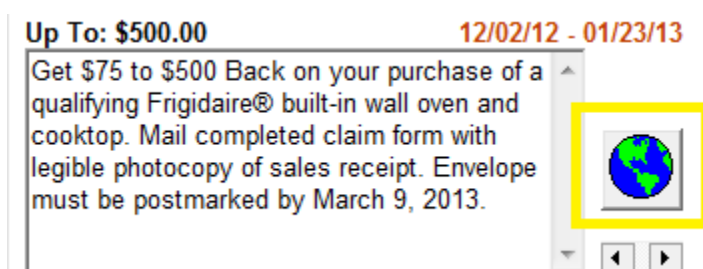 Up To: $500.00 12/02/12 - 01/23/13
Get $75 to $500 Back on your purchase of a
qualifying Frigidaire® built-in wall oven and
cooktop. Mail completed claim form with
legible photocopy of sales receipt. Envelope
must be postmarked by March 9, 2013.